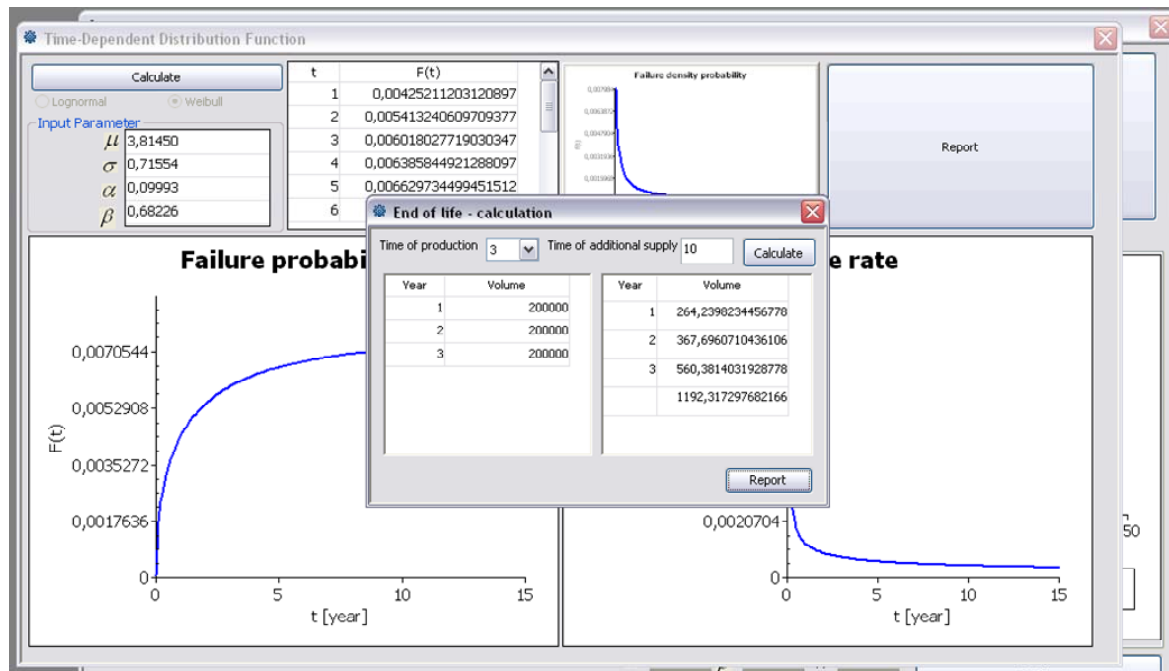 Time-Dependent Distribution Function
Calculate
Lognormal Weibull
Input Parameter
μ 3,81450
σ 0,71554
α 0,09993
β 0,68226
t F(t)
1 0,00425211203120897
2 0,005413240609709377
3 0,006018027719030347
4 0,006385844921288097
5 0,006629734499451512
6
Failure density probability
f(t)
Report
End of life - calculation
Time of production 3 Time of additional supply 10 Calculate
Year Volume
1 200000
2 200000
3 200000
Year Volume
1 264,2398234456778
2 367,6960710436106
3 560,3814031928778
1192,317297682166
Report
Failure probabi
F(t)
0,0070544
0,0052908
0,0035272
0,0017636
0
0 5 10 15
t [year]
e rate
0,0020704
0
0 5 10 15
t [year]
50